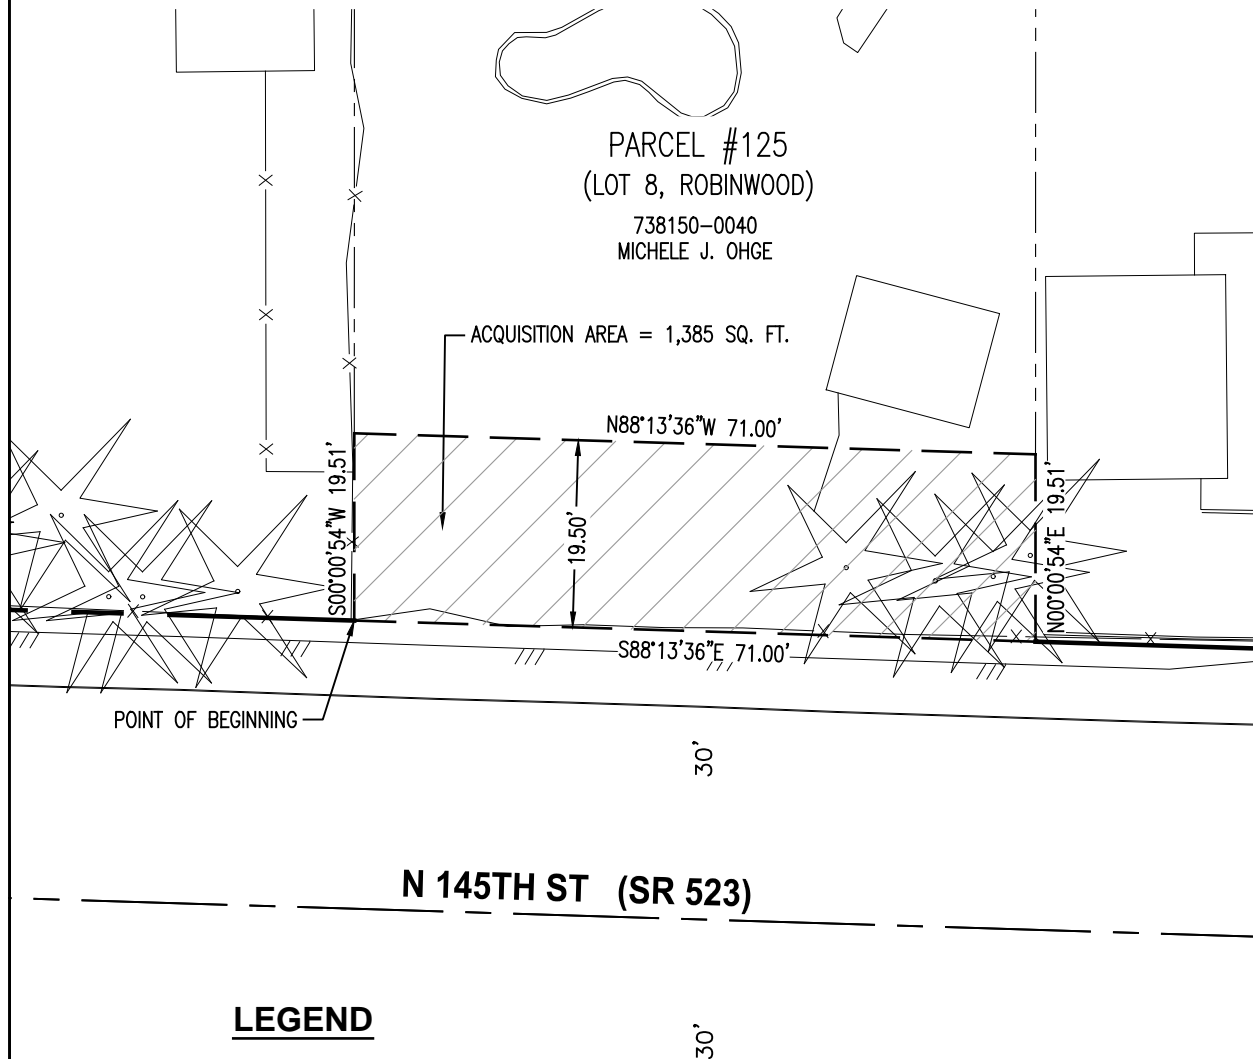 PARCEL #125
(LOT 8, ROBINWOOD)
738150-0040
MICHELE J. OHGE
ACQUISITION AREA = 1,385 SQ. FT.
N88°13'36"W 71.00'
S00°00'54"W 19.51'
19.50'
N00°00'54"E 19.51'
S88°13'36"E 71.00'
POINT OF BEGINNING
30'
N 145TH ST (SR 523)
LEGEND
30'